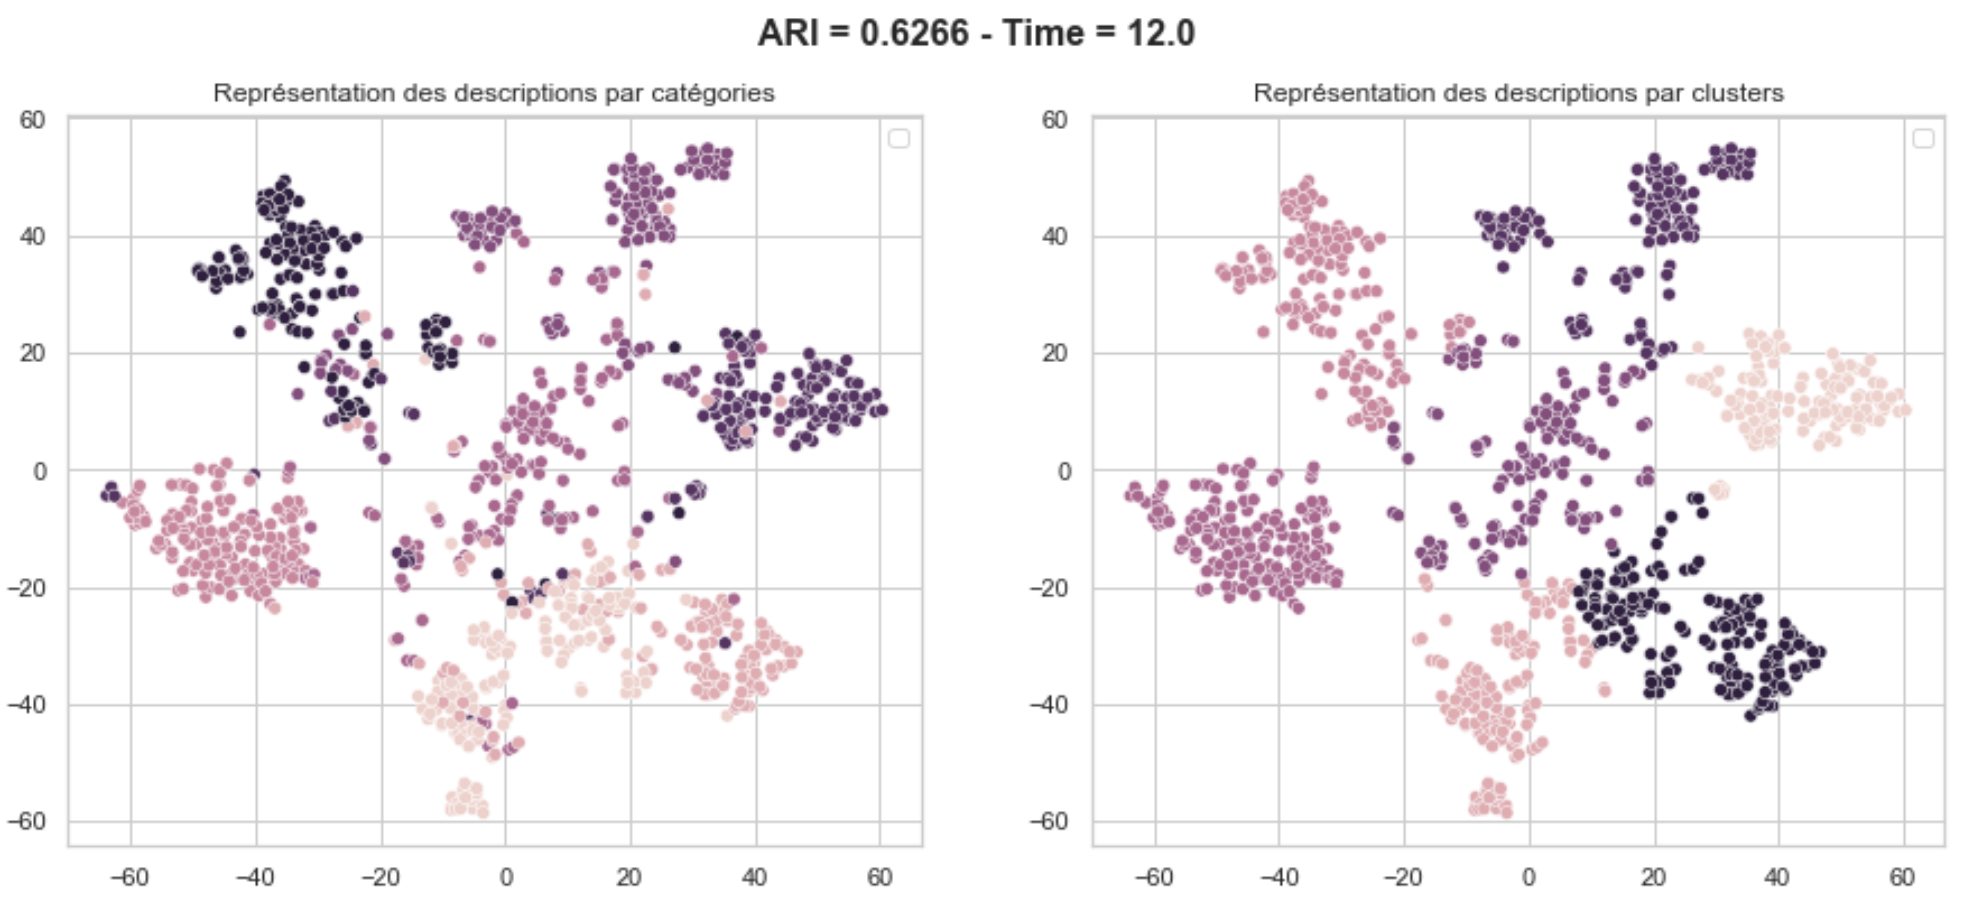 ARI = 0.6266 - Time = 12.0
Représentation des descriptions par catégories
60
40
20
0
−20
−40
−60
−60 −40 −20 0 20 40 60
Représentation des descriptions par clusters
60
40
20
0
−20
−40
−60
−60 −40 −20 0 20 40 60